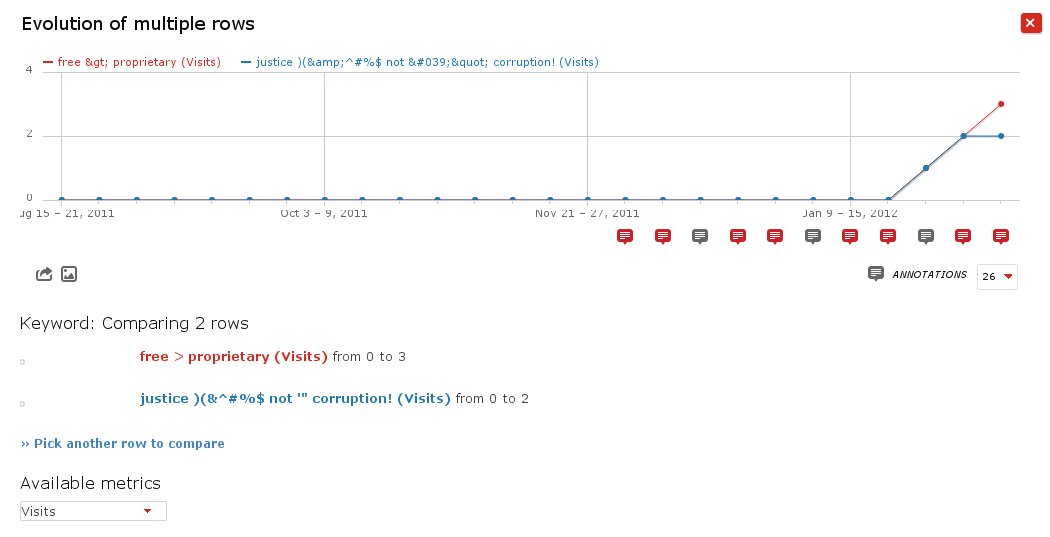 Evolution of multiple rows
free &gt; proprietary (Visits) justice )(&amp;^#%$ not &#039;&quot; corruption! (Visits)
4
2
0
ug 15 – 21, 2011 Oct 3 – 9, 2011 Nov 21 – 27, 2011 Jan 9 – 15, 2012
ANNOTATIONS 26
Keyword: Comparing 2 rows
free > proprietary (Visits) from 0 to 3
justice )(&^#%$ not '" corruption! (Visits) from 0 to 2
» Pick another row to compare
Available metrics
Visits